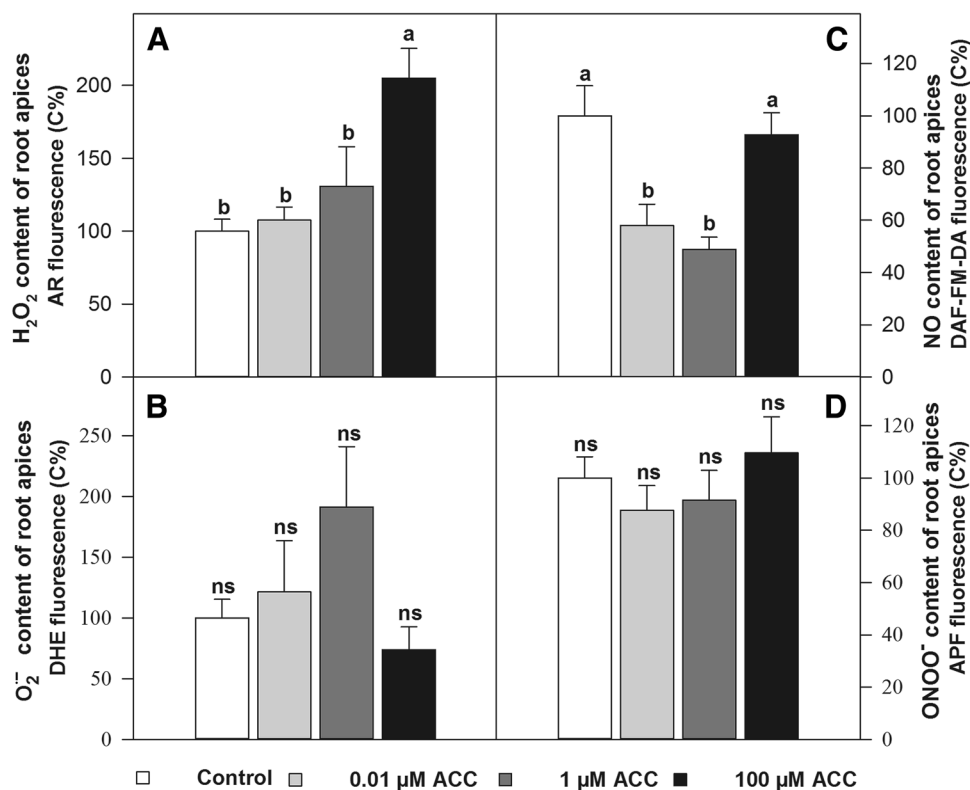 A
H2O2 content of root apices
AR flourescence (C%)
200
150
100
50
0
b
b
b
a
C
NO content of root apices
DAF-FM-DA fluorescence (C%)
120
100
80
60
40
20
0
a
b
b
a
B
O2·− content of root apices
DHE fluorescence (C%)
250
200
150
100
50
0
ns
ns
ns
ns
D
ONOO− content of root apices
APF fluorescence (C%)
120
100
80
60
40
20
0
ns
ns
ns
ns
Control 0.01 µM ACC 1 µM ACC 100 µM ACC